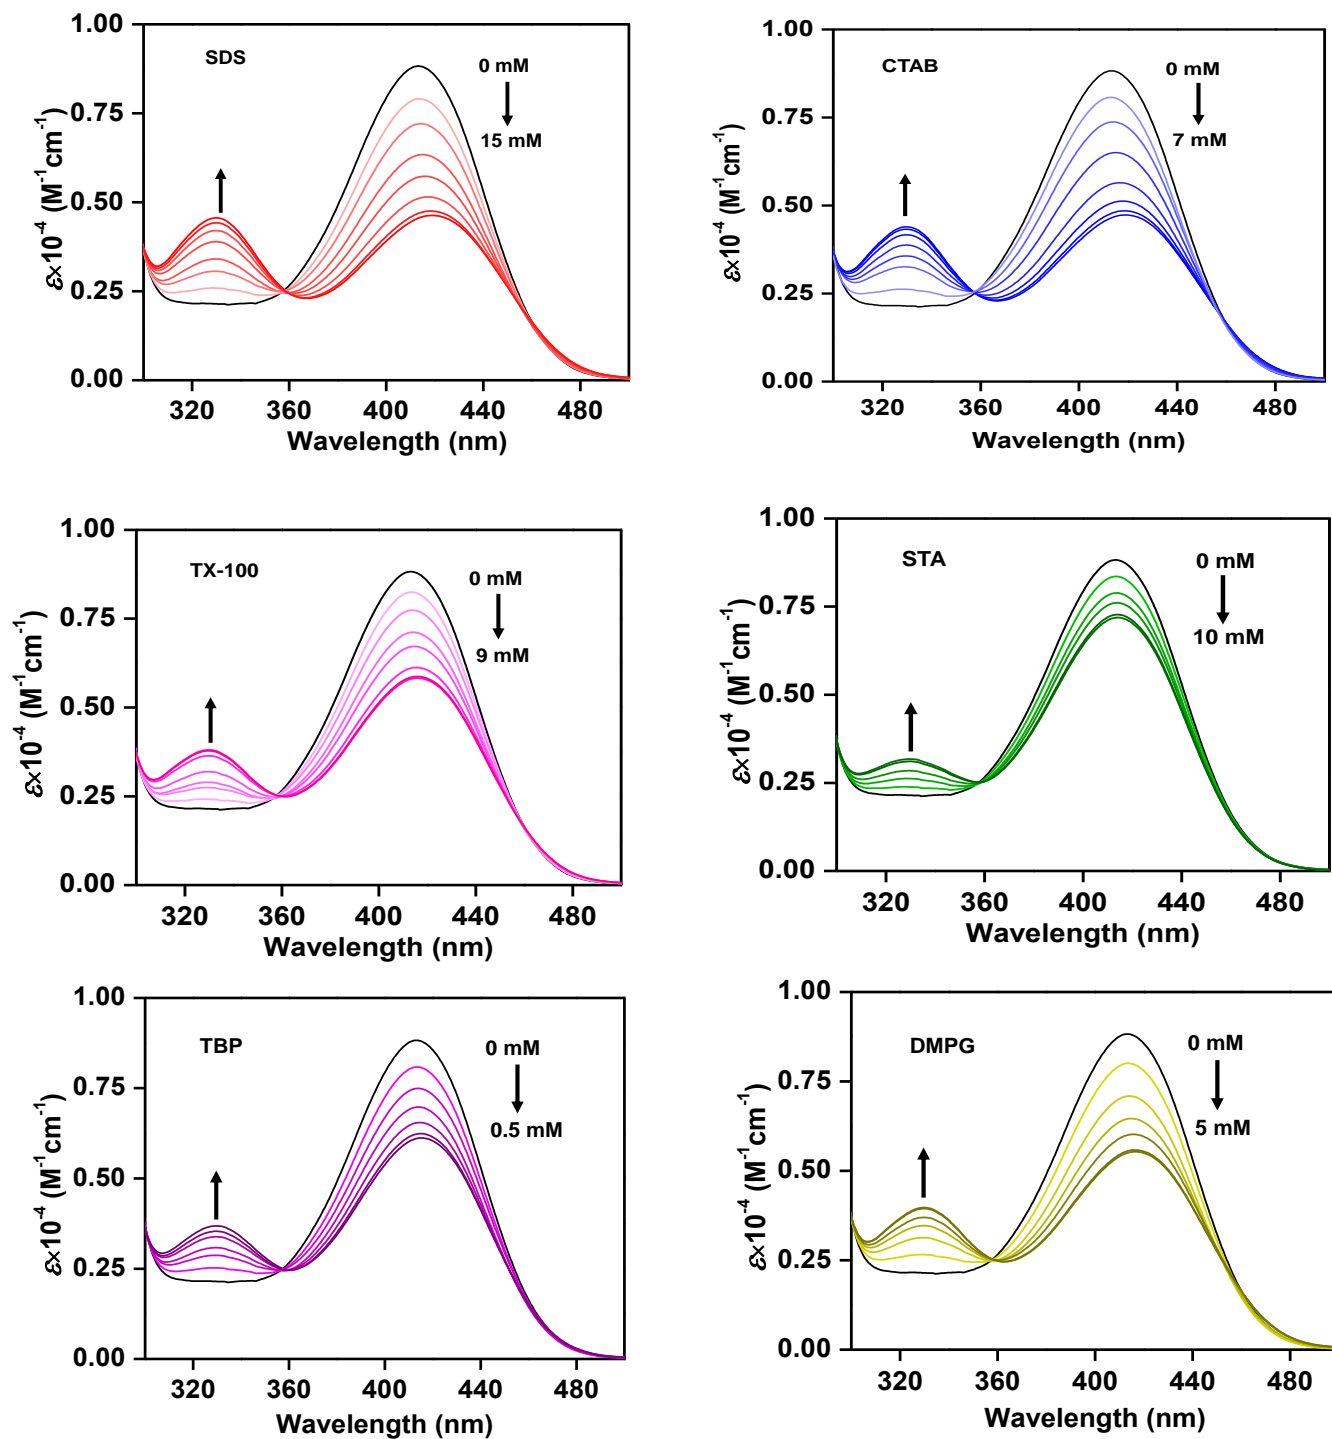 1.00
0.75
0.50
0.25
0.00
ε×10⁻⁴ (M⁻¹cm⁻¹)
SDS
0 mM
15 mM
320 360 400 440 480
Wavelength (nm)
1.00
0.75
0.50
0.25
0.00
ε×10⁻⁴ (M⁻¹cm⁻¹)
CTAB
0 mM
7 mM
320 360 400 440 480
Wavelength (nm)
1.00
0.75
0.50
0.25
0.00
ε×10⁻⁴ (M⁻¹cm⁻¹)
TX-100
0 mM
9 mM
320 360 400 440 480
Wavelength (nm)
1.00
0.75
0.50
0.25
0.00
ε×10⁻⁴ (M⁻¹cm⁻¹)
STA
0 mM
10 mM
320 360 400 440 480
Wavelength (nm)
1.00
0.75
0.50
0.25
0.00
ε×10⁻⁴ (M⁻¹cm⁻¹)
TBP
0 mM
0.5 mM
320 360 400 440 480
Wavelength (nm)
1.00
0.75
0.50
0.25
0.00
ε×10⁻⁴ (M⁻¹cm⁻¹)
DMPG
0 mM
5 mM
320 360 400 440 480
Wavelength (nm)